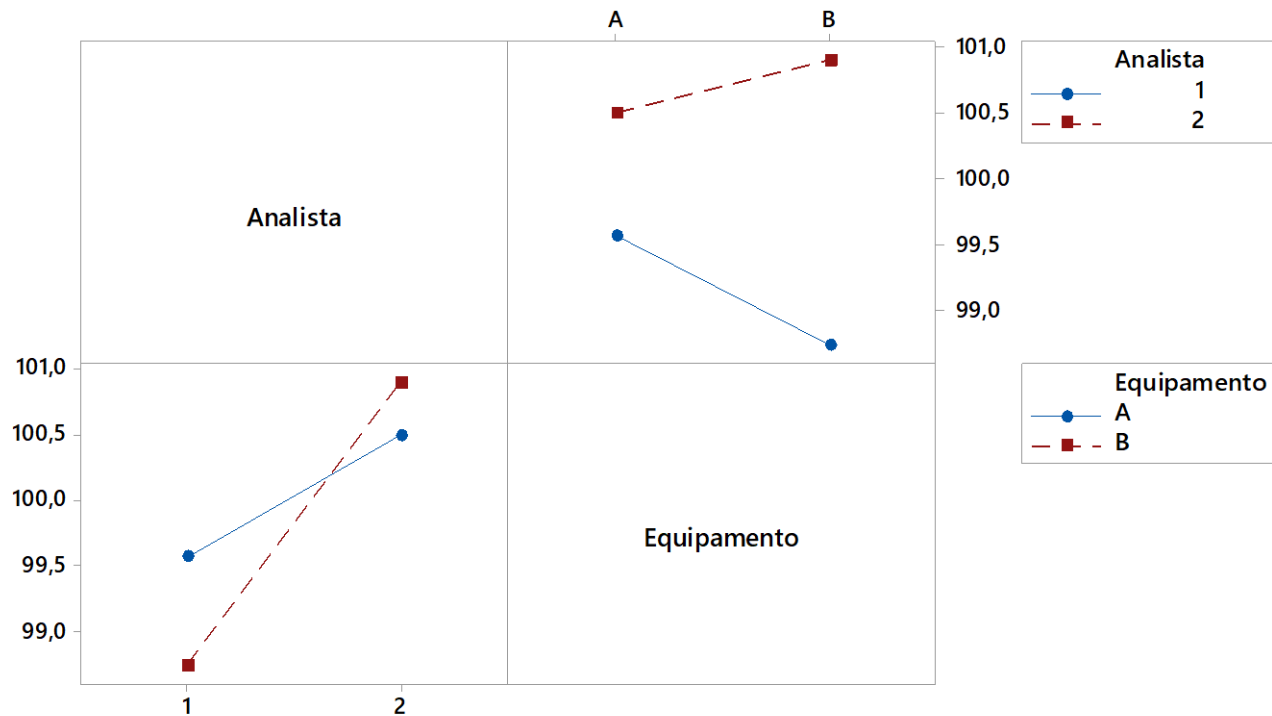 A B
Analista
1
2
101,0
100,5
100,0
99,5
99,0
Analista
101,0
100,5
100,0
99,5
99,0
Equipamento
Equipamento
A
B
1 2